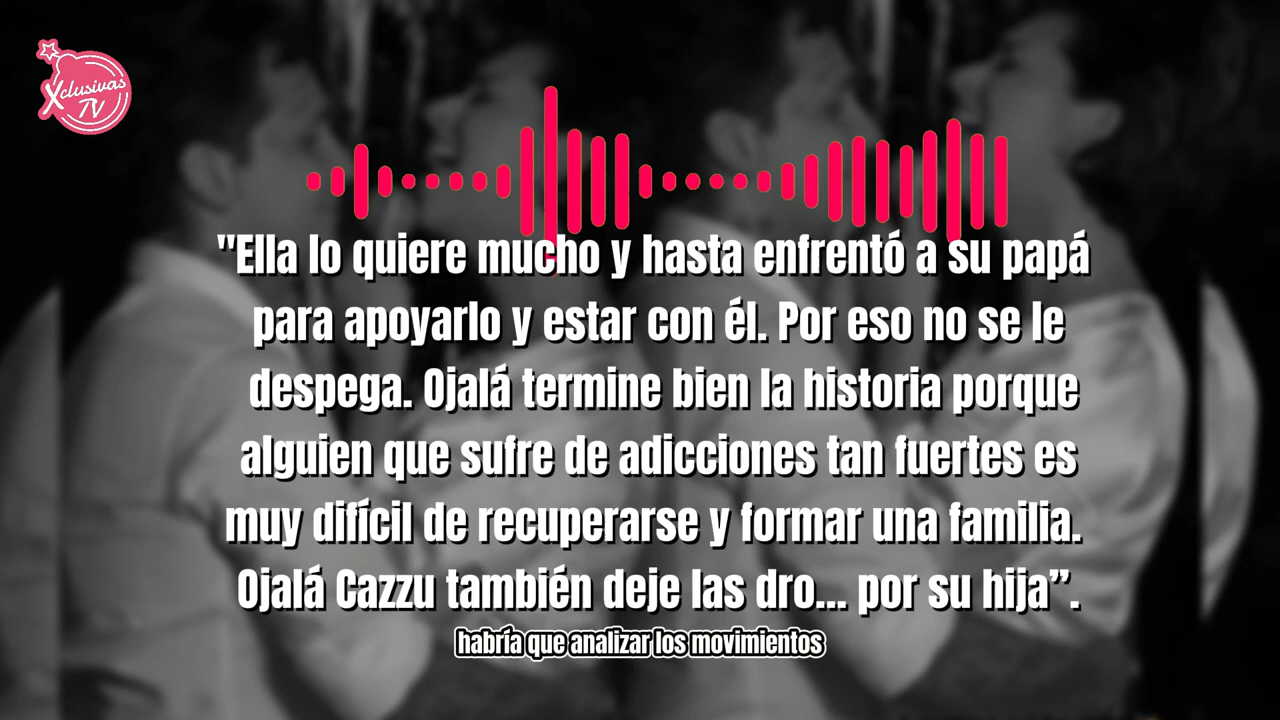 Xclusivas
TV
"Ella lo quiere mucho y hasta enfrentó a su papá
para apoyarlo y estar con él. Por eso no se le
despega. Ojalá termine bien la historia porque
alguien que sufre de adicciones tan fuertes es
muy difícil de recuperarse y formar una familia.
Ojalá Cazzu también deje las dro... por su hija”.
habría que analizar los movimientos